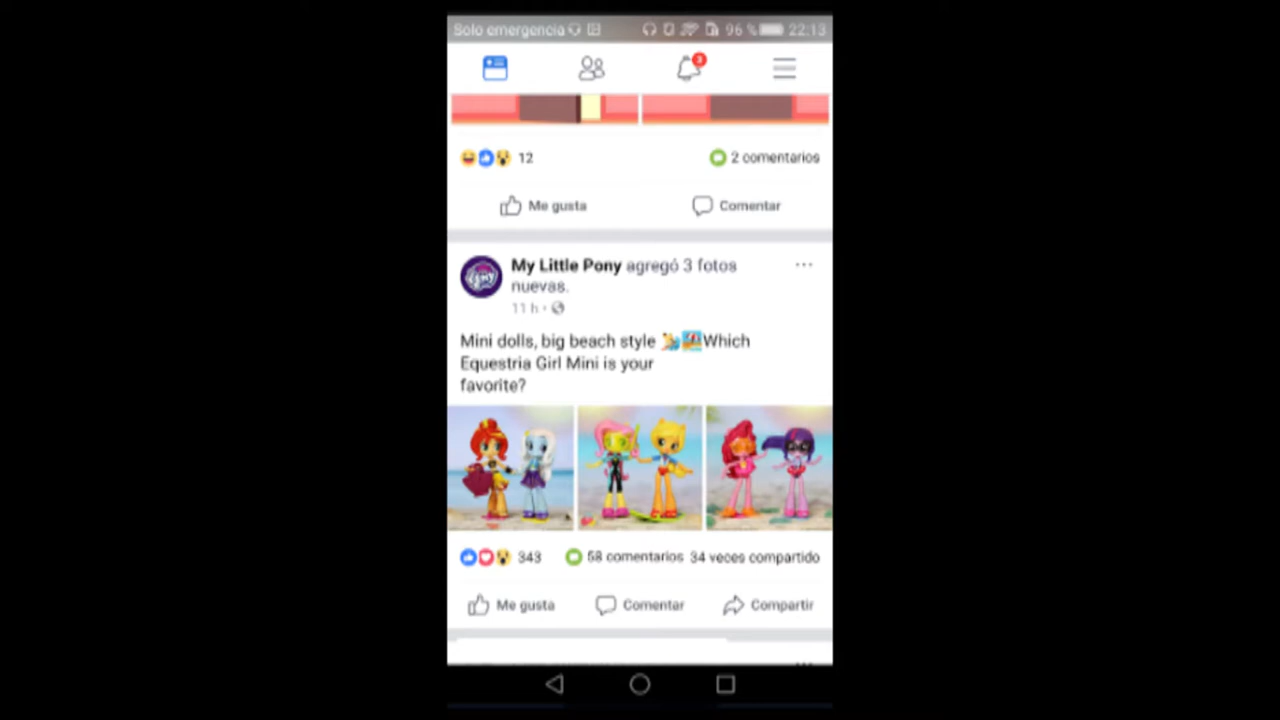 Solo emergencia 96 % 22:13
3
12 2 comentarios
Me gusta Comentar
My Little Pony agregó 3 fotos
nuevas.
11 h
Mini dolls, big beach style Which
Equestria Girl Mini is your
favorite?
343 58 comentarios 34 veces compartido
Me gusta Comentar Compartir